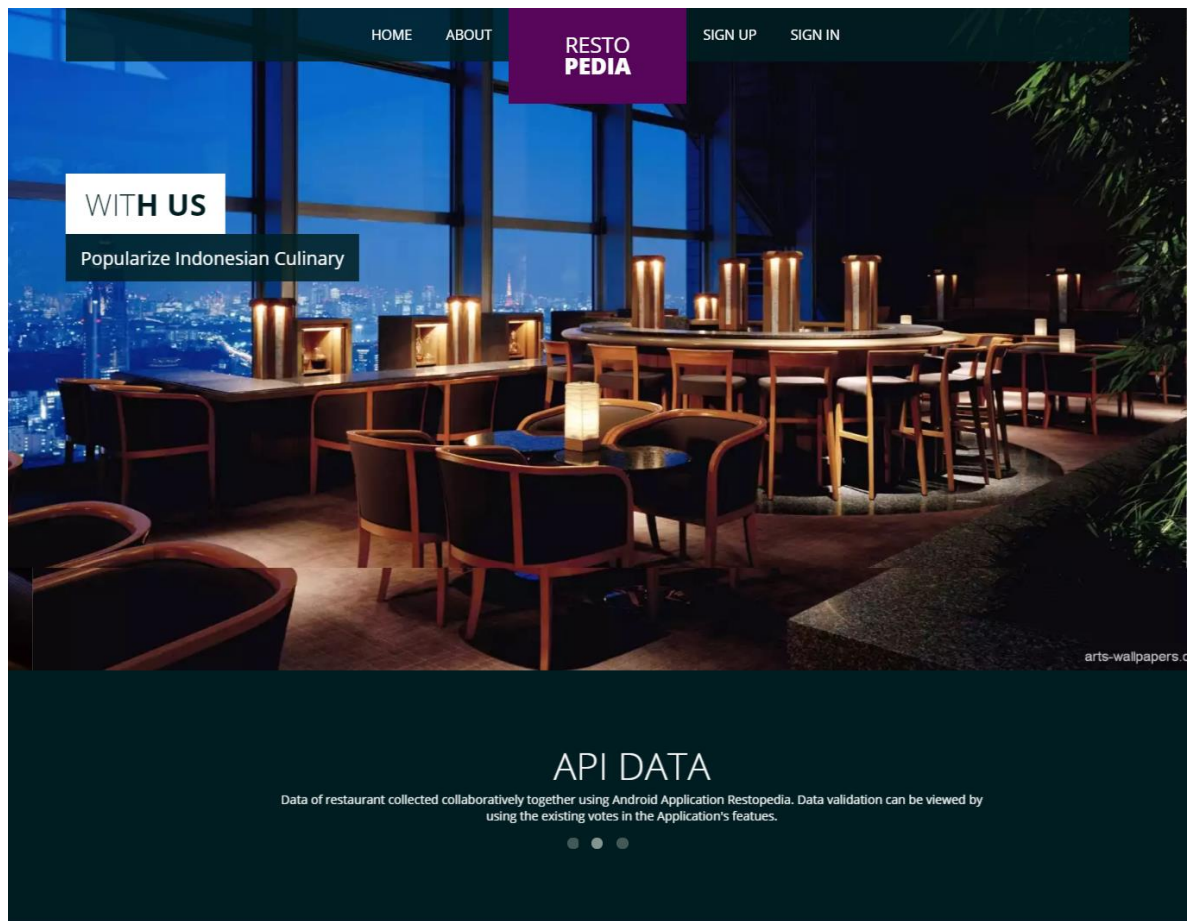 HOME ABOUT RESTO SIGN UP SIGN IN
PEDIA
WITH US
Popularize Indonesian Culinary
arts-wallpapers.c
API DATA
Data of restaurant collected collaboratively together using Android Application Restopedia. Data validation can be viewed by
using the existing votes in the Application's featues.